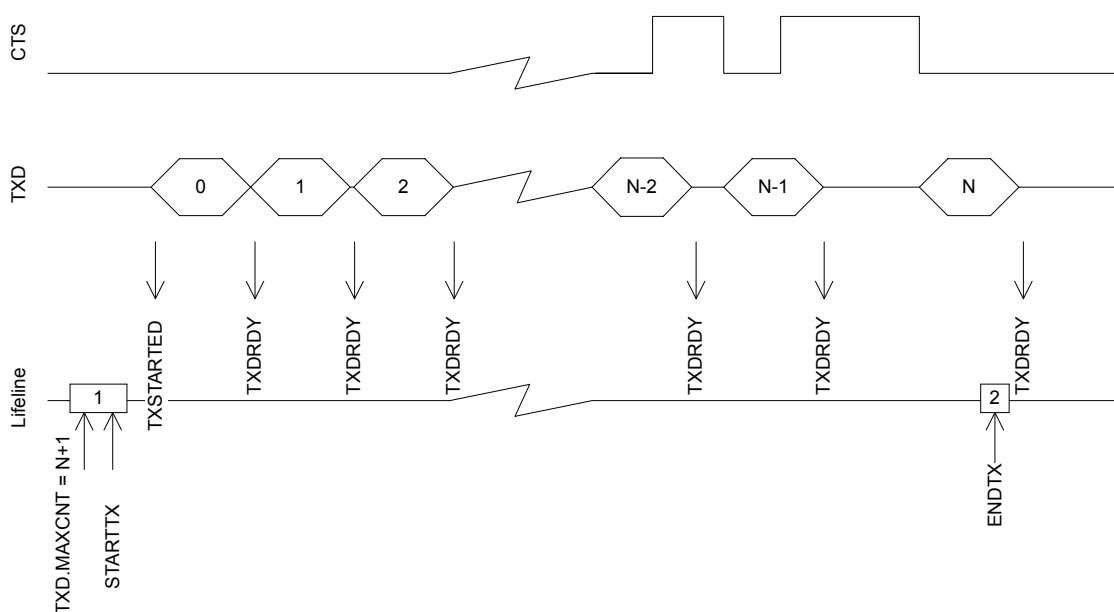 CTS
TXD
0
1
2
N-2
N-1
N
TXSTARTED
TXDRDY
TXDRDY
TXDRDY
TXDRDY
TXDRDY
TXDRDY
Lifeline
1
2
TXD.MAXCNT = N+1
STARTTX
ENDTX